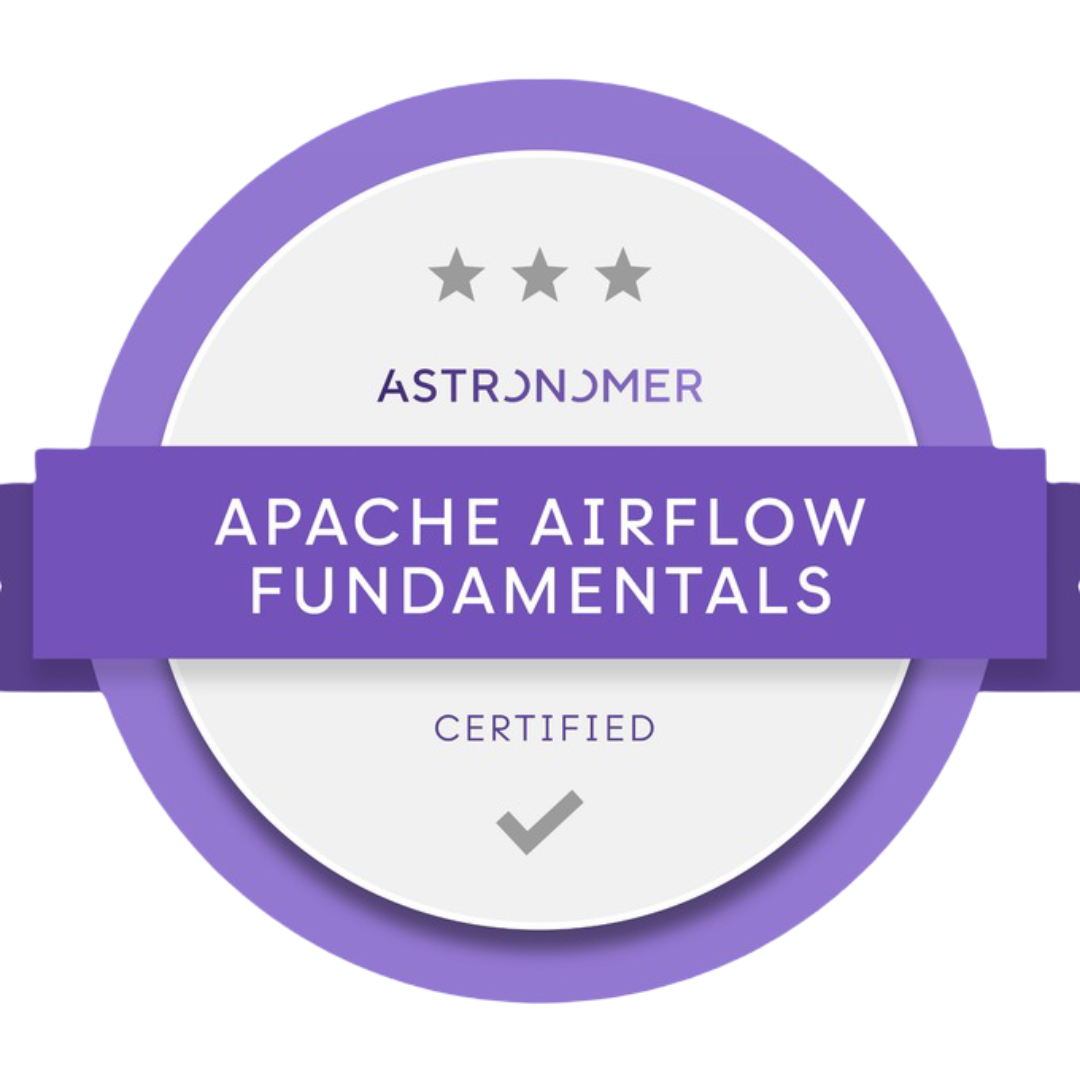 ASTRONOMER
APACHE AIRFLOW
FUNDAMENTALS
CERTIFIED